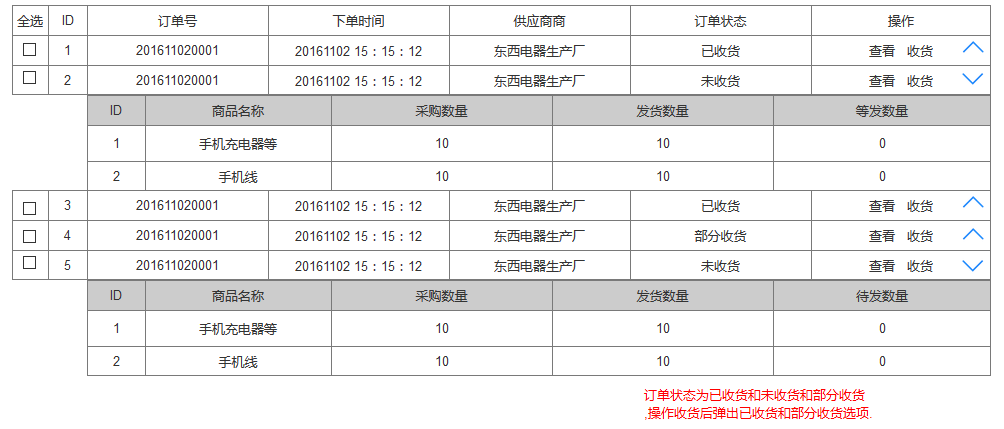 全选 ID 订单号 下单时间 供应商商 订单状态 操作
1 201611020001 20161102 15：15：12 东西电器生产厂 已收货 查看 收货
2 201611020001 20161102 15：15：12 东西电器生产厂 未收货 查看 收货
ID 商品名称 采购数量 发货数量 等发数量
1 手机充电器等 10 10 0
2 手机线 10 10 0
3 201611020001 20161102 15：15：12 东西电器生产厂 已收货 查看 收货
4 201611020001 20161102 15：15：12 东西电器生产厂 部分收货 查看 收货
5 201611020001 20161102 15：15：12 东西电器生产厂 未收货 查看 收货
ID 商品名称 采购数量 发货数量 待发数量
1 手机充电器等 10 10 0
2 手机线 10 10 0
订单状态为已收货和未收货和部分收货
,操作收货后弹出已收货和部分收货选项.